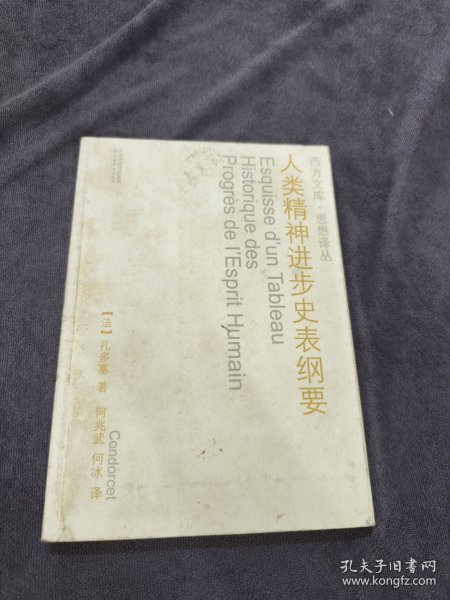 西方文库·思想译丛
人类精神进步史表纲要
Esquisse d'un Tableau
Historique des
Progrès de l'Esprit Humain
【法】孔多塞 著
何兆武 何冰 译
Condorcet
孔夫子旧书网
www.kongfz.com